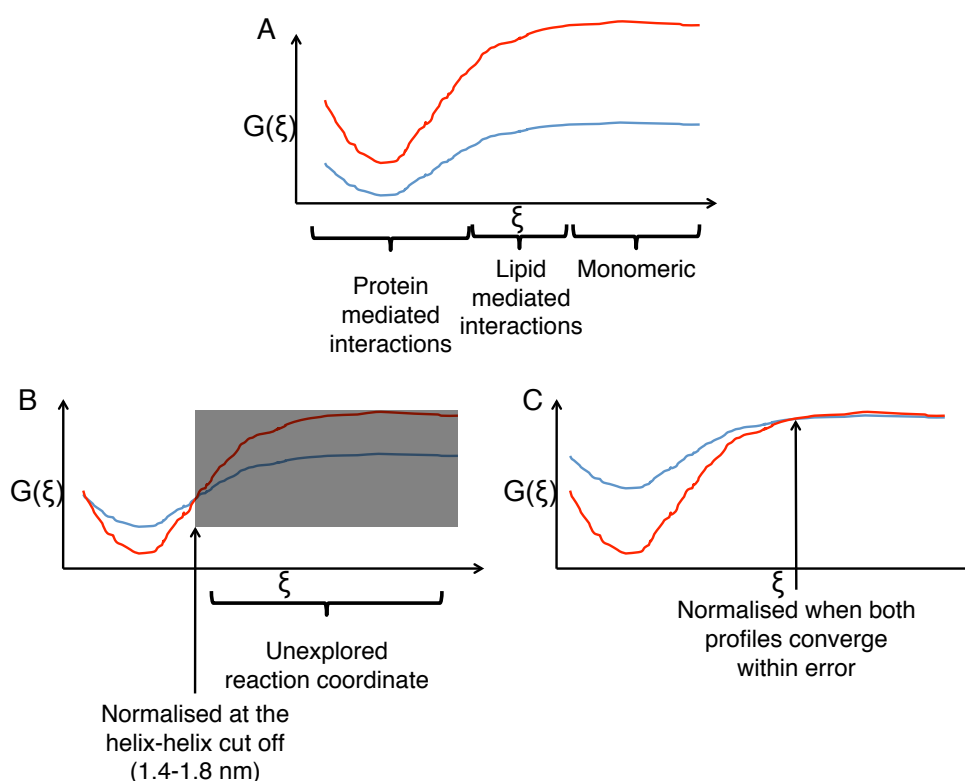 A
G(ξ)
ξ
Protein
mediated
interactions
Lipid
mediated
interactions
Monomeric
B
G(ξ)
ξ
Unexplored
reaction coordinate
Normalised at the
helix-helix cut off
(1.4-1.8 nm)
C
G(ξ)
ξ
Normalised when both
profiles converge
within error